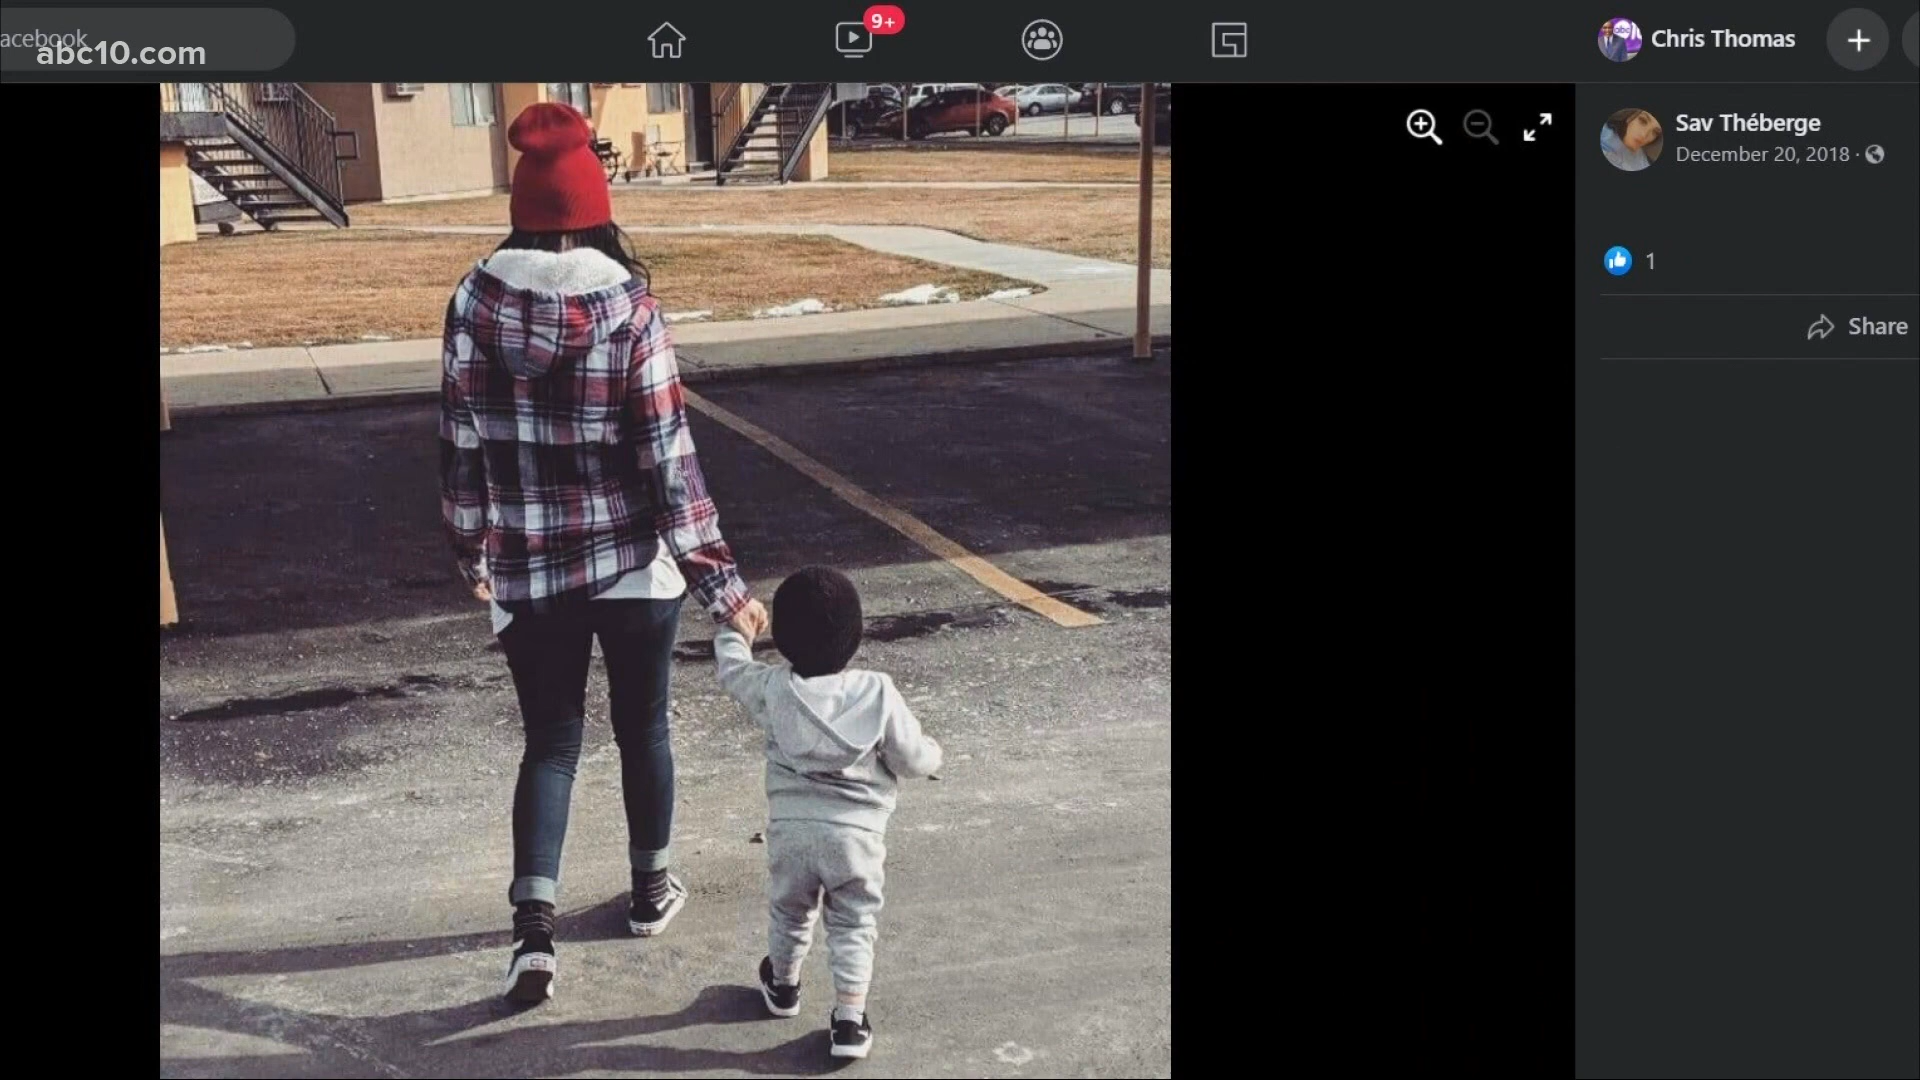 acebook
abc10.com
9+
Chris Thomas
Sav Théberge
December 20, 2018 ·
1
Share